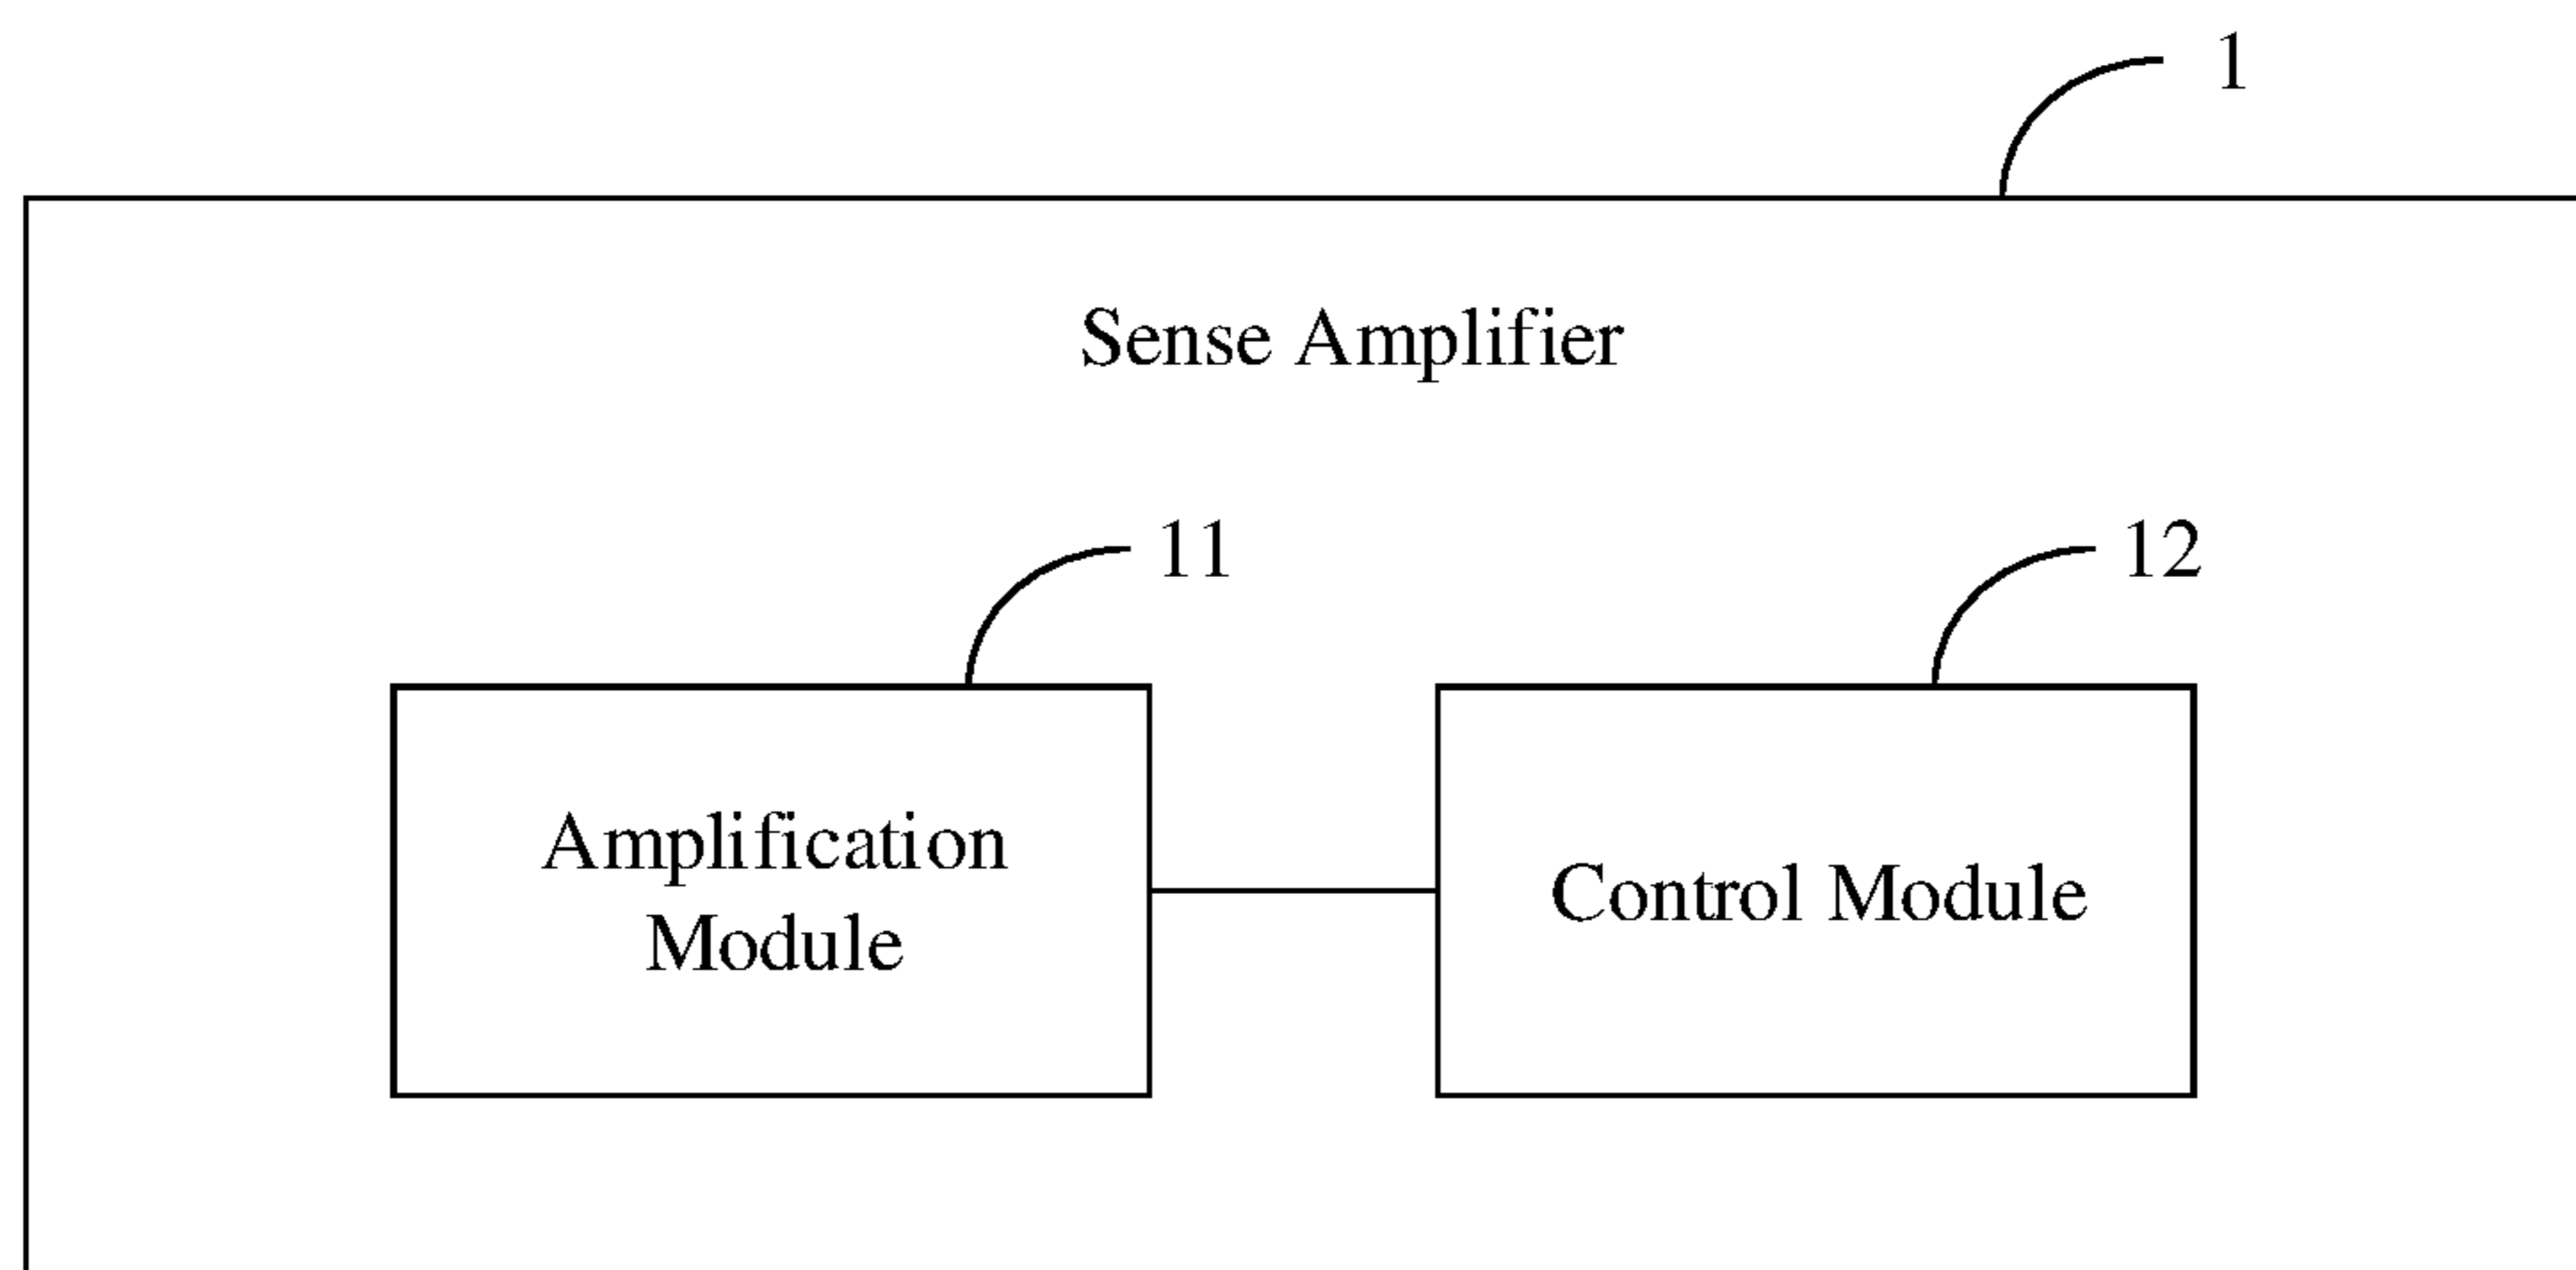 1
Sense Amplifier
11
12
Amplification
Module
Control Module